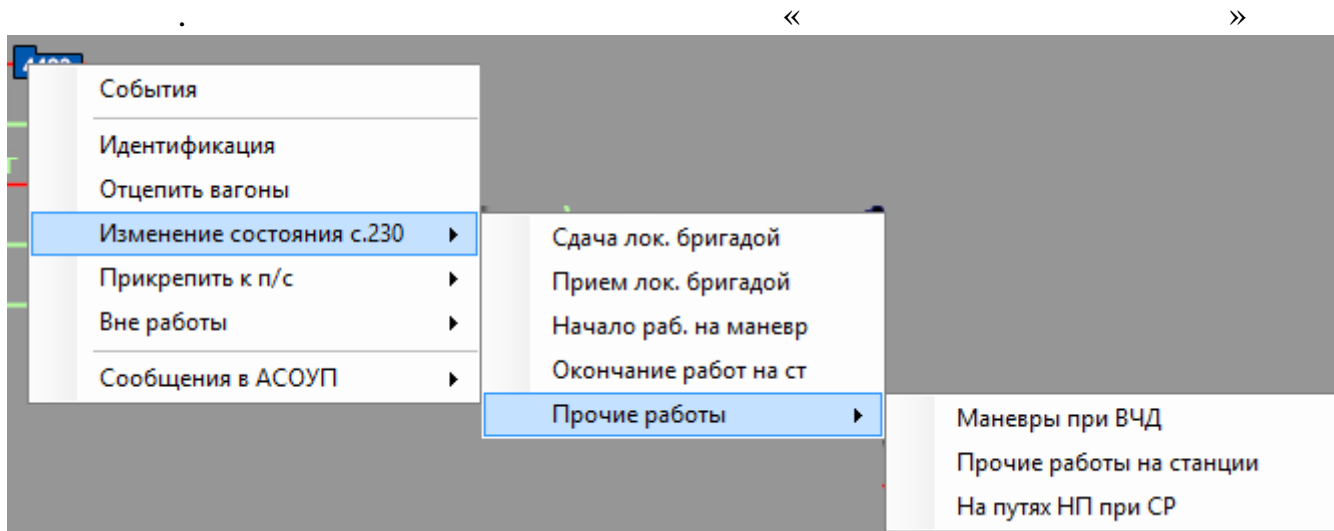 . « »
События
Идентификация
Отцепить вагоны
Изменение состояния с.230
Прикрепить к п/с
Вне работы
Сообщения в АСОУП
Сдача лок. бригадой
Прием лок. бригадой
Начало раб. на маневр
Окончание работ на ст
Прочие работы
Маневры при ВЧД
Прочие работы на станции
На путях НП при СР